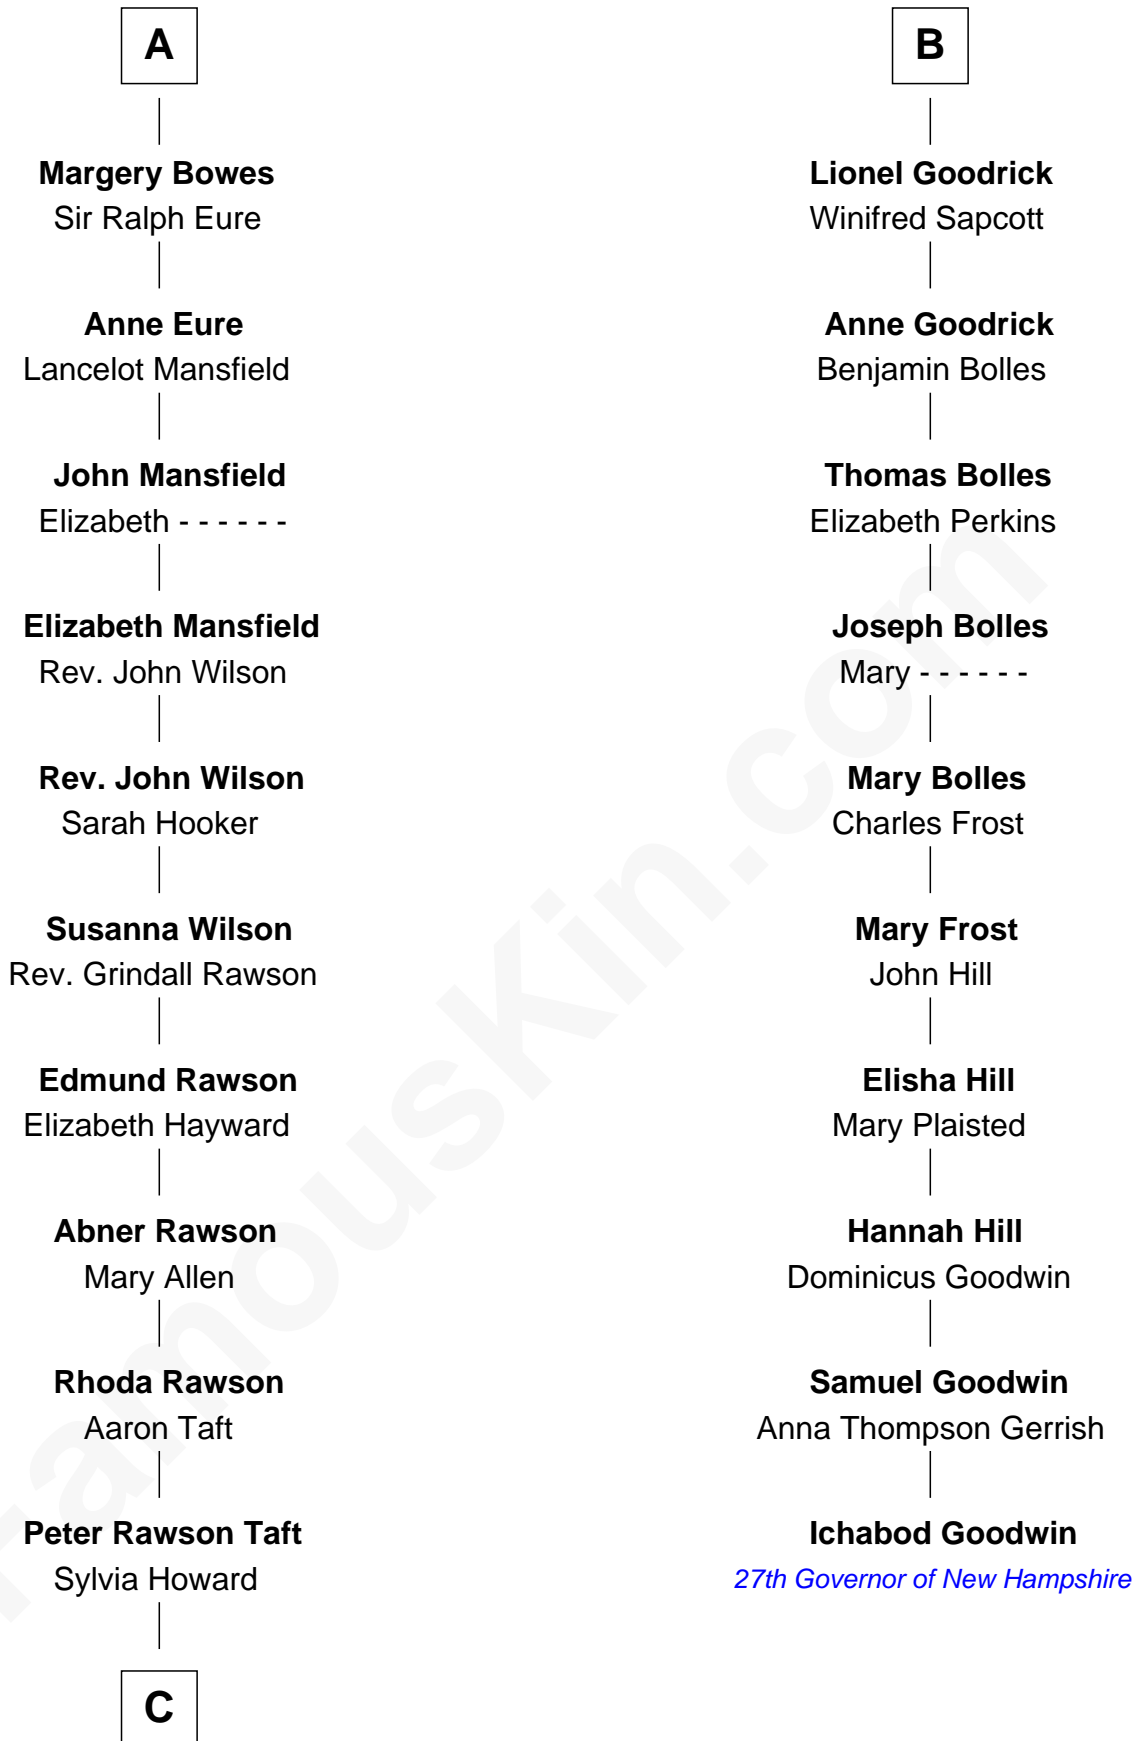 A
Margery Bowes
Sir Ralph Eure
Anne Eure
Lancelot Mansfield
John Mansfield
Elizabeth - - - - - -
Elizabeth Mansfield
Rev. John Wilson
Rev. John Wilson
Sarah Hooker
Susanna Wilson
Rev. Grindall Rawson
Edmund Rawson
Elizabeth Hayward
Abner Rawson
Mary Allen
Rhoda Rawson
Aaron Taft
Peter Rawson Taft
Sylvia Howard
C
B
Lionel Goodrick
Winifred Sapcott
Anne Goodrick
Benjamin Bolles
Thomas Bolles
Elizabeth Perkins
Joseph Bolles
Mary - - - - - -
Mary Bolles
Charles Frost
Mary Frost
John Hill
Elisha Hill
Mary Plaisted
Hannah Hill
Dominicus Goodwin
Samuel Goodwin
Anna Thompson Gerrish
Ichabod Goodwin
27th Governor of New Hampshire
FamousKin.com